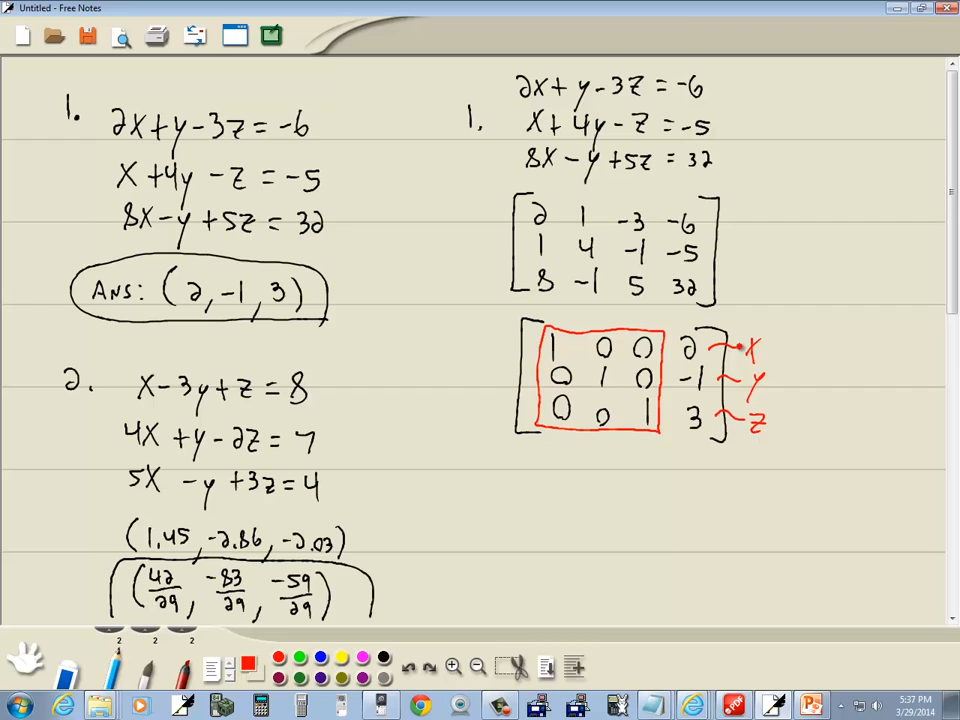 Untitled - Free Notes
1.
2x+y-3z=-6
x+4y-z=-5
8x-y+5z=32
Ans: (2,-1,3)
2.
x-3y+z=8
4x+y-2z=7
5x-y+3z=4
(1.45,-2.86,-2.03)
(42/29, -83/29, -59/29)
2x+y-3z=-6
1.
x+4y-z=-5
8x-y+5z=32
2 1 -3 -6
1 4 -1 -5
8 -1 5 32
1 0 0 2 ~ x
0 1 0 -1 ~ y
0 0 1 3 ~ z
2 2 2
5:37 PM
3/29/2014